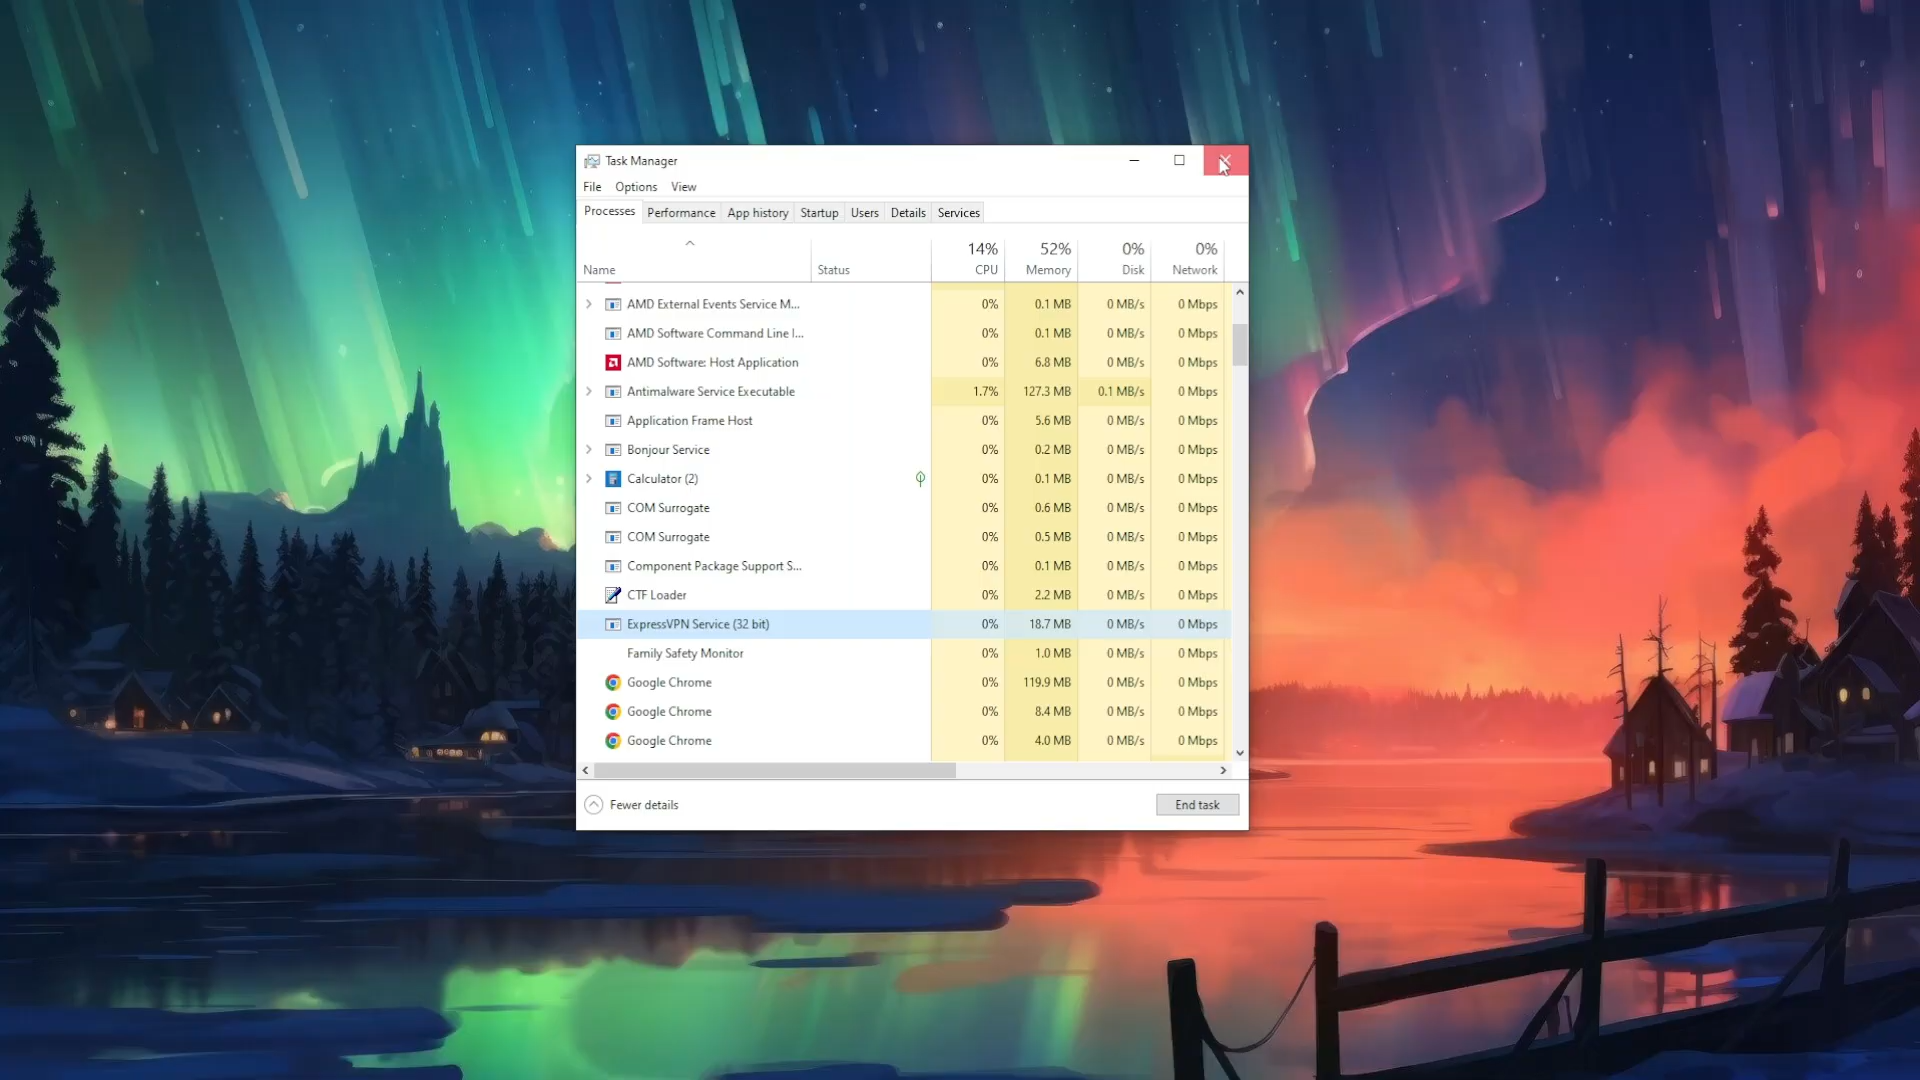 Task Manager
File Options View
Processes Performance App history Startup Users Details Services
14% 52% 0% 0%
Name Status CPU Memory Disk Network
AMD External Events Service M... 0% 0.1 MB 0 MB/s 0 Mbps
AMD Software Command Line I... 0% 0.1 MB 0 MB/s 0 Mbps
AMD Software: Host Application 0% 6.8 MB 0 MB/s 0 Mbps
Antimalware Service Executable 1.7% 127.3 MB 0.1 MB/s 0 Mbps
Application Frame Host 0% 5.6 MB 0 MB/s 0 Mbps
Bonjour Service 0% 0.2 MB 0 MB/s 0 Mbps
Calculator (2) 0% 0.1 MB 0 MB/s 0 Mbps
COM Surrogate 0% 0.6 MB 0 MB/s 0 Mbps
COM Surrogate 0% 0.5 MB 0 MB/s 0 Mbps
Component Package Support S... 0% 0.1 MB 0 MB/s 0 Mbps
CTF Loader 0% 2.2 MB 0 MB/s 0 Mbps
ExpressVPN Service (32 bit) 0% 18.7 MB 0 MB/s 0 Mbps
Family Safety Monitor 0% 1.0 MB 0 MB/s 0 Mbps
Google Chrome 0% 119.9 MB 0 MB/s 0 Mbps
Google Chrome 0% 8.4 MB 0 MB/s 0 Mbps
Google Chrome 0% 4.0 MB 0 MB/s 0 Mbps
Fewer details End task